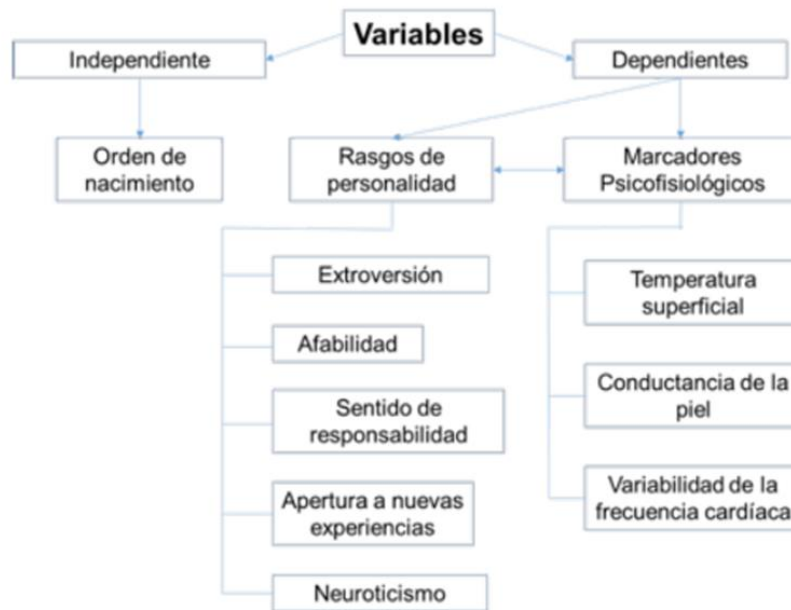 Variables
Independiente
Dependientes
Orden de
nacimiento
Rasgos de
personalidad
Marcadores
Psicofisiológicos
Extroversión
Afabilidad
Sentido de
responsabilidad
Apertura a nuevas
experiencias
Neuroticismo
Temperatura
superficial
Conductancia de la
piel
Variabilidad de la
frecuencia cardíaca